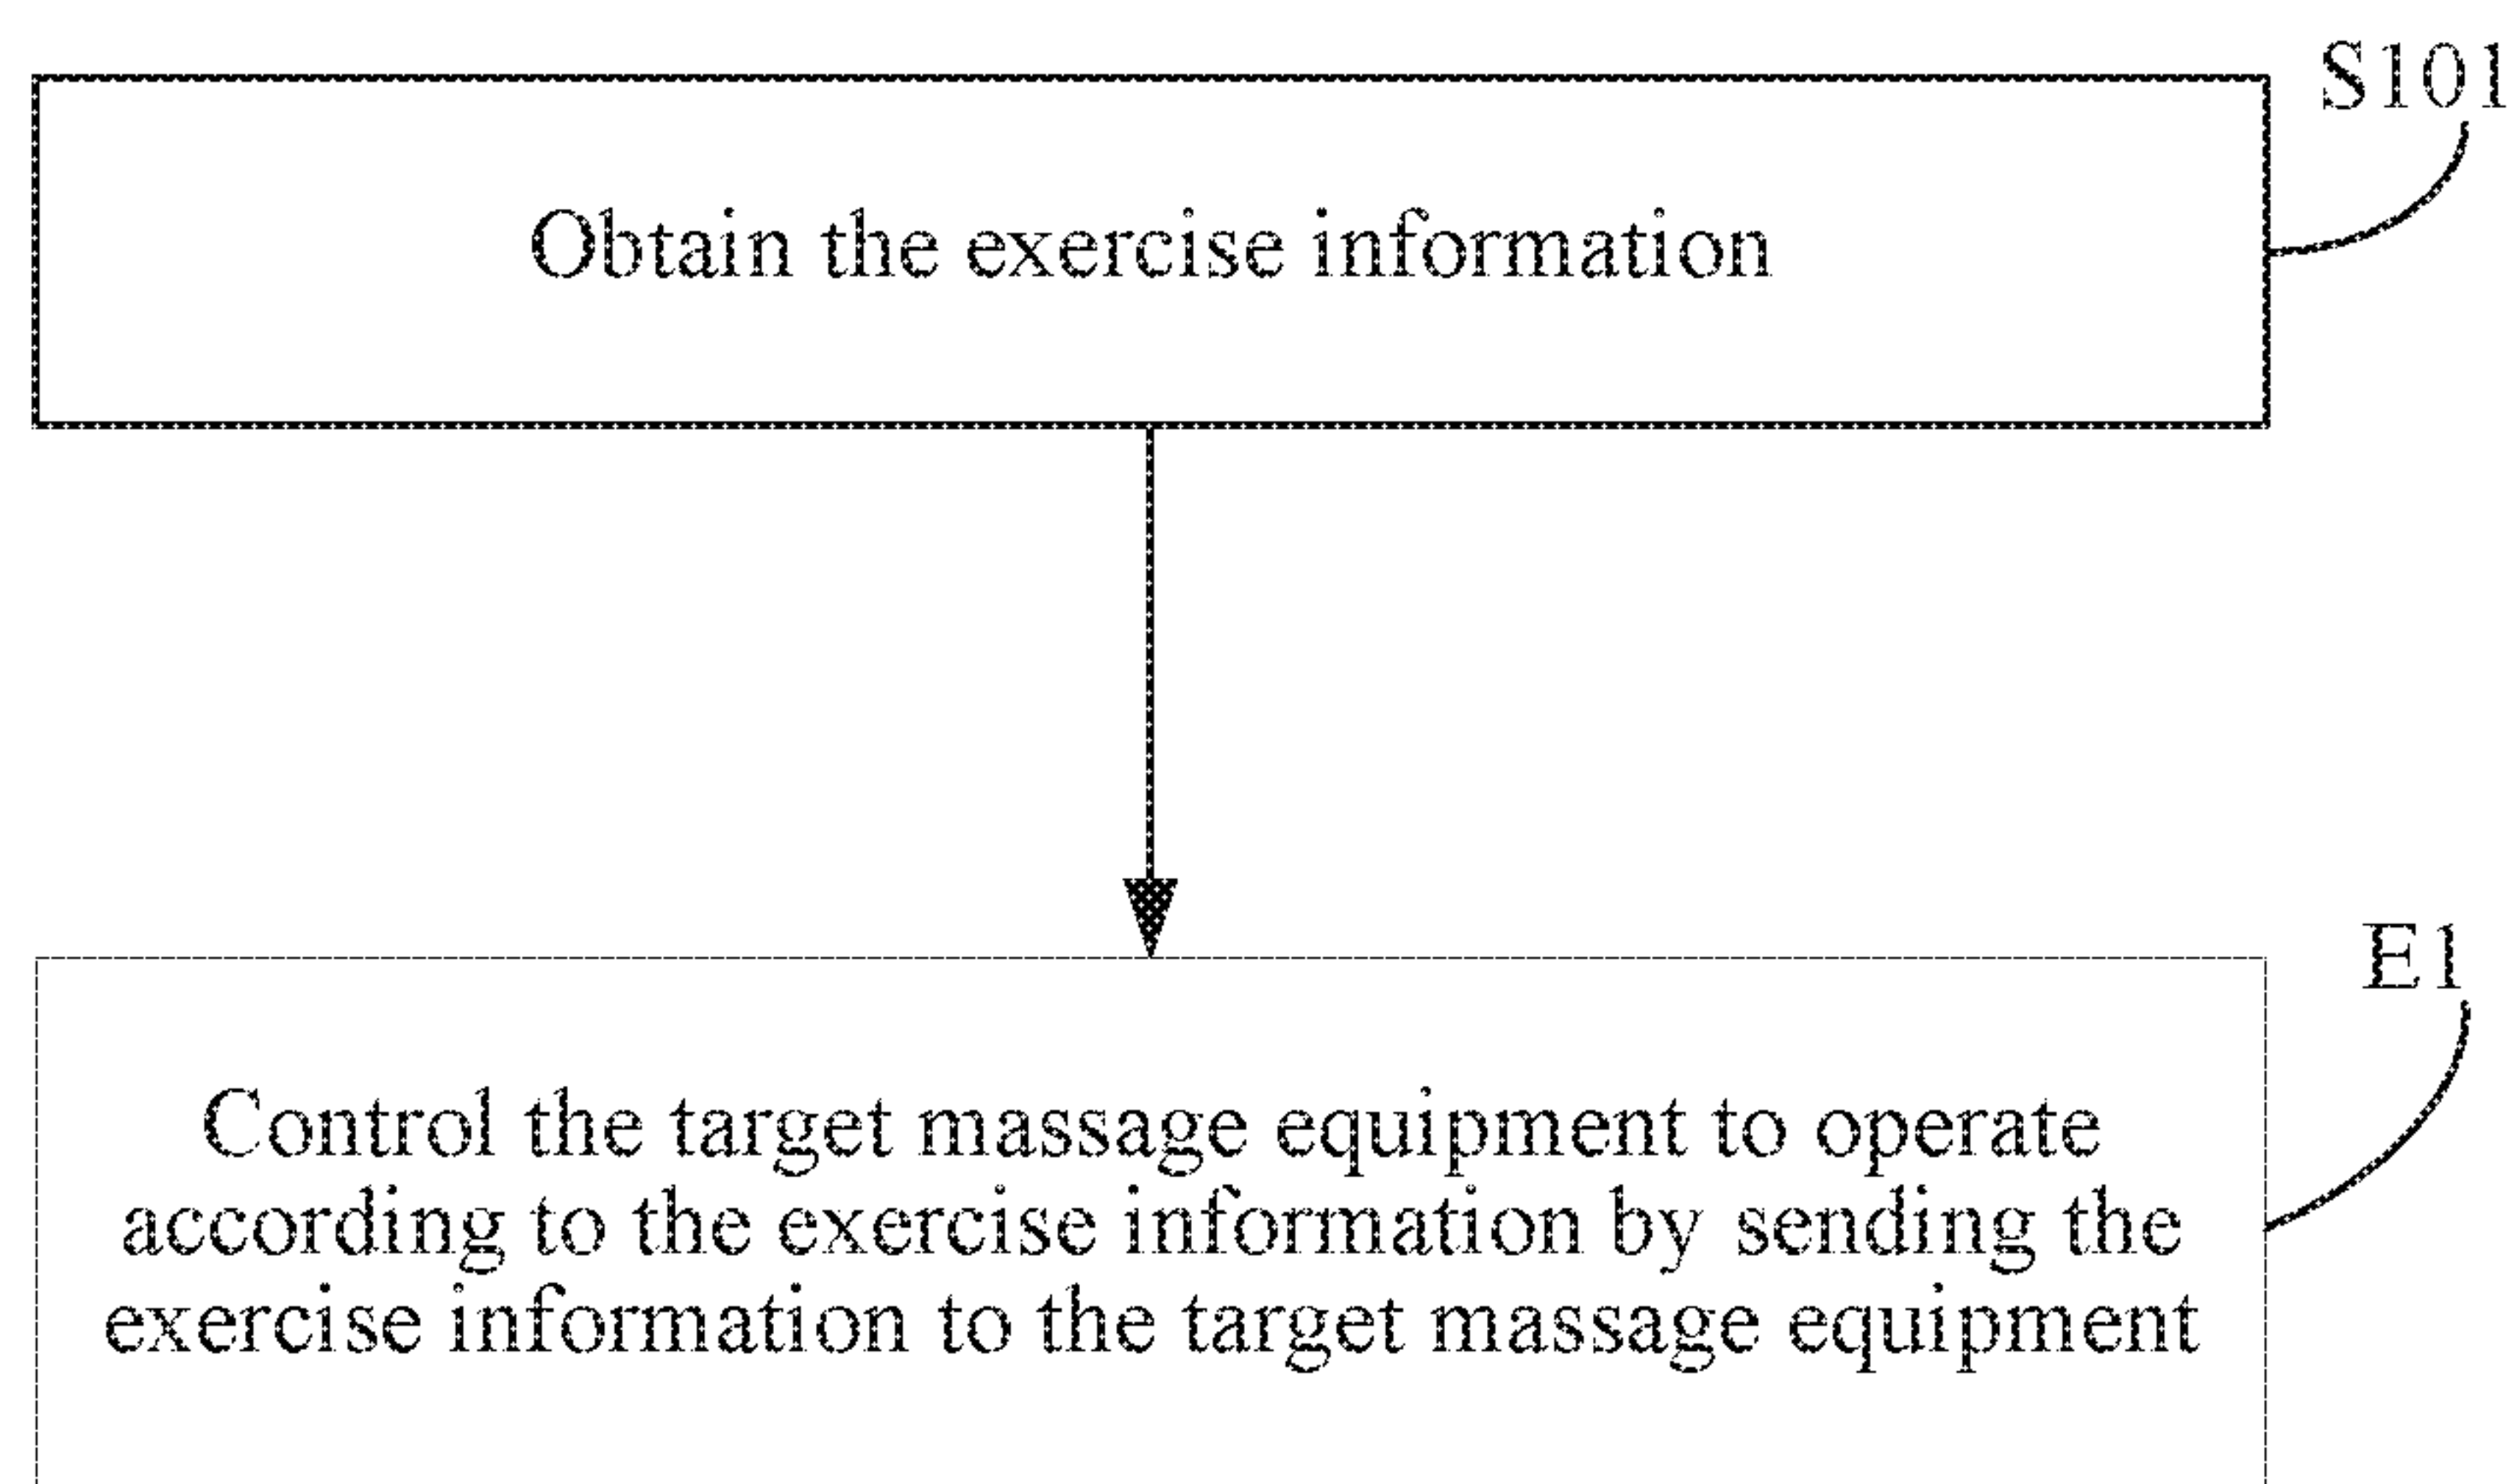 S101
Obtain the exercise information
E1
Control the target massage equipment to operate
according to the exercise information by sending the
exercise information to the target massage equipment